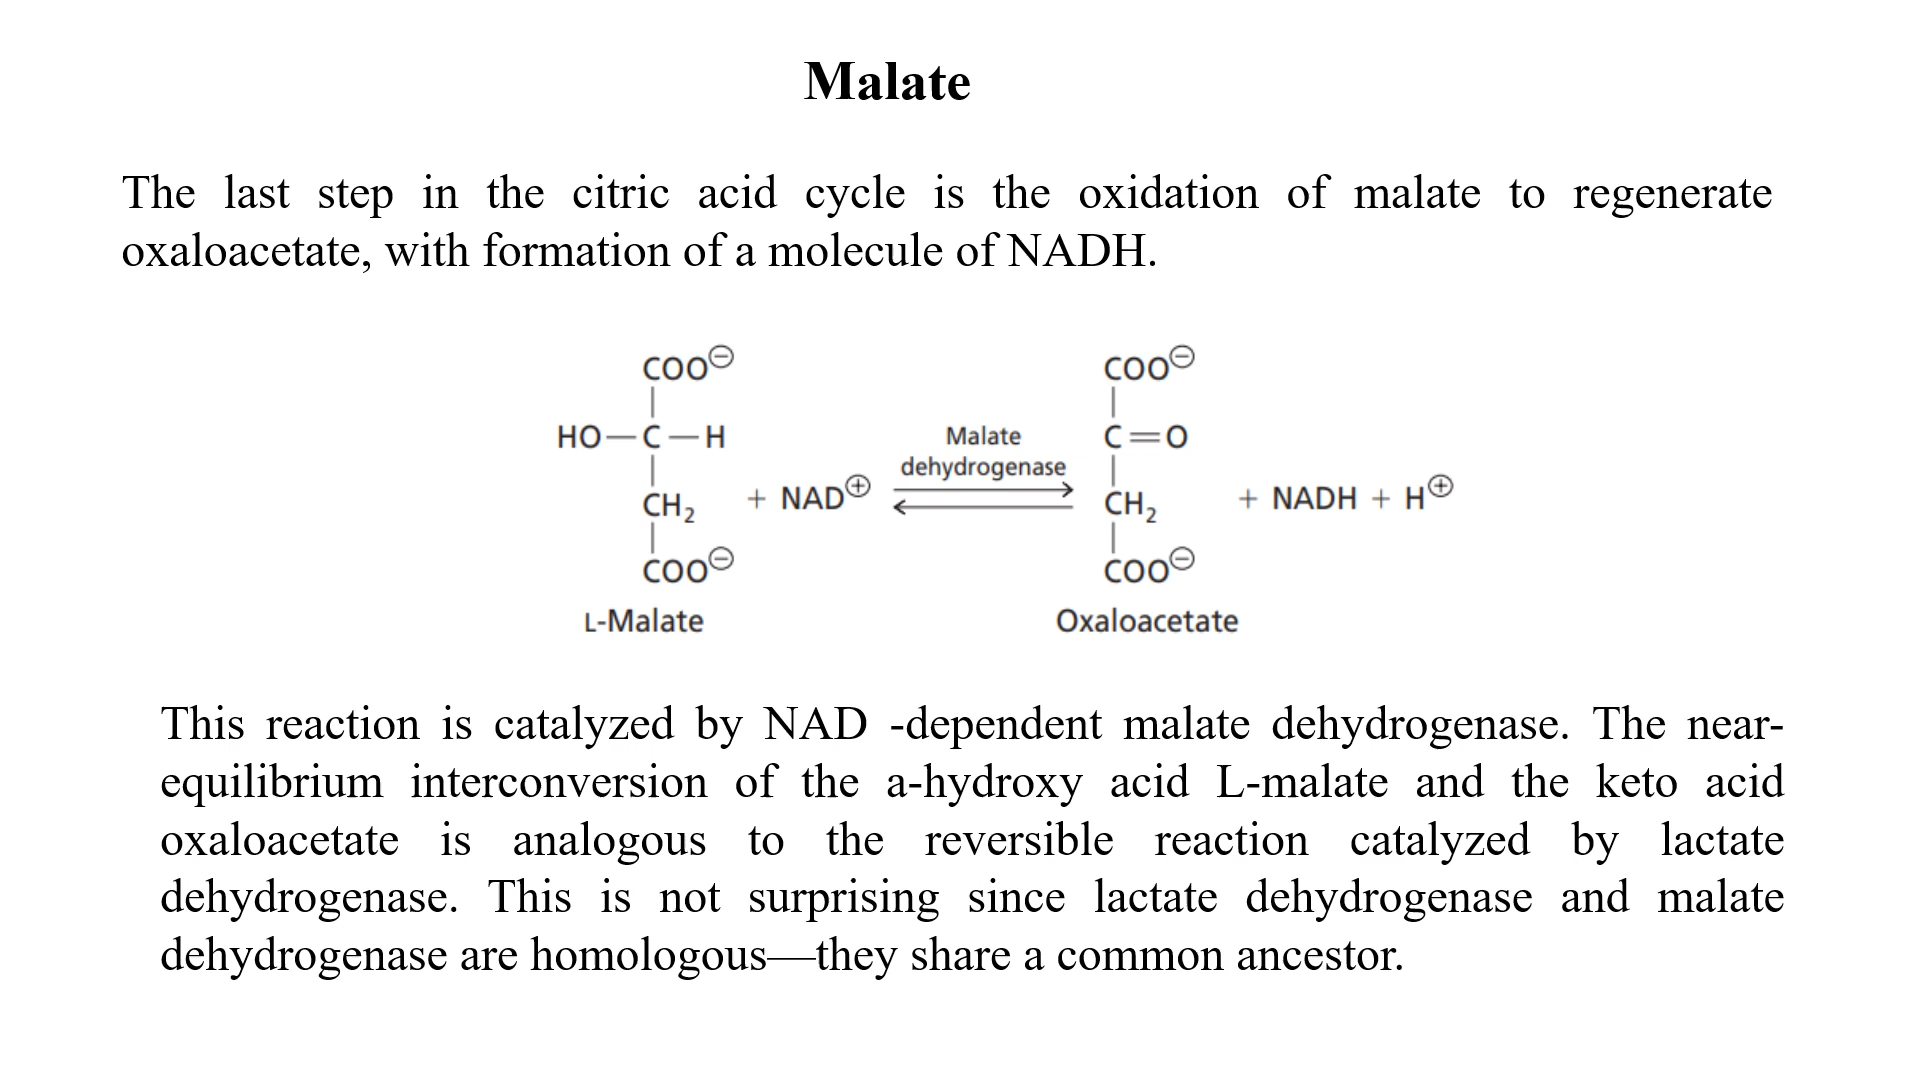 Malate
The last step in the citric acid cycle is the oxidation of malate to regenerate
oxaloacetate, with formation of a molecule of NADH.
COO⊖ COO⊖
HO—C—H Malate C=O
dehydrogenase
CH₂ + NAD⊕ CH₂ + NADH + H⊕
COO⊖ COO⊖
L-Malate Oxaloacetate
This reaction is catalyzed by NAD -dependent malate dehydrogenase. The near-
equilibrium interconversion of the a-hydroxy acid L-malate and the keto acid
oxaloacetate is analogous to the reversible reaction catalyzed by lactate
dehydrogenase. This is not surprising since lactate dehydrogenase and malate
dehydrogenase are homologous—they share a common ancestor.